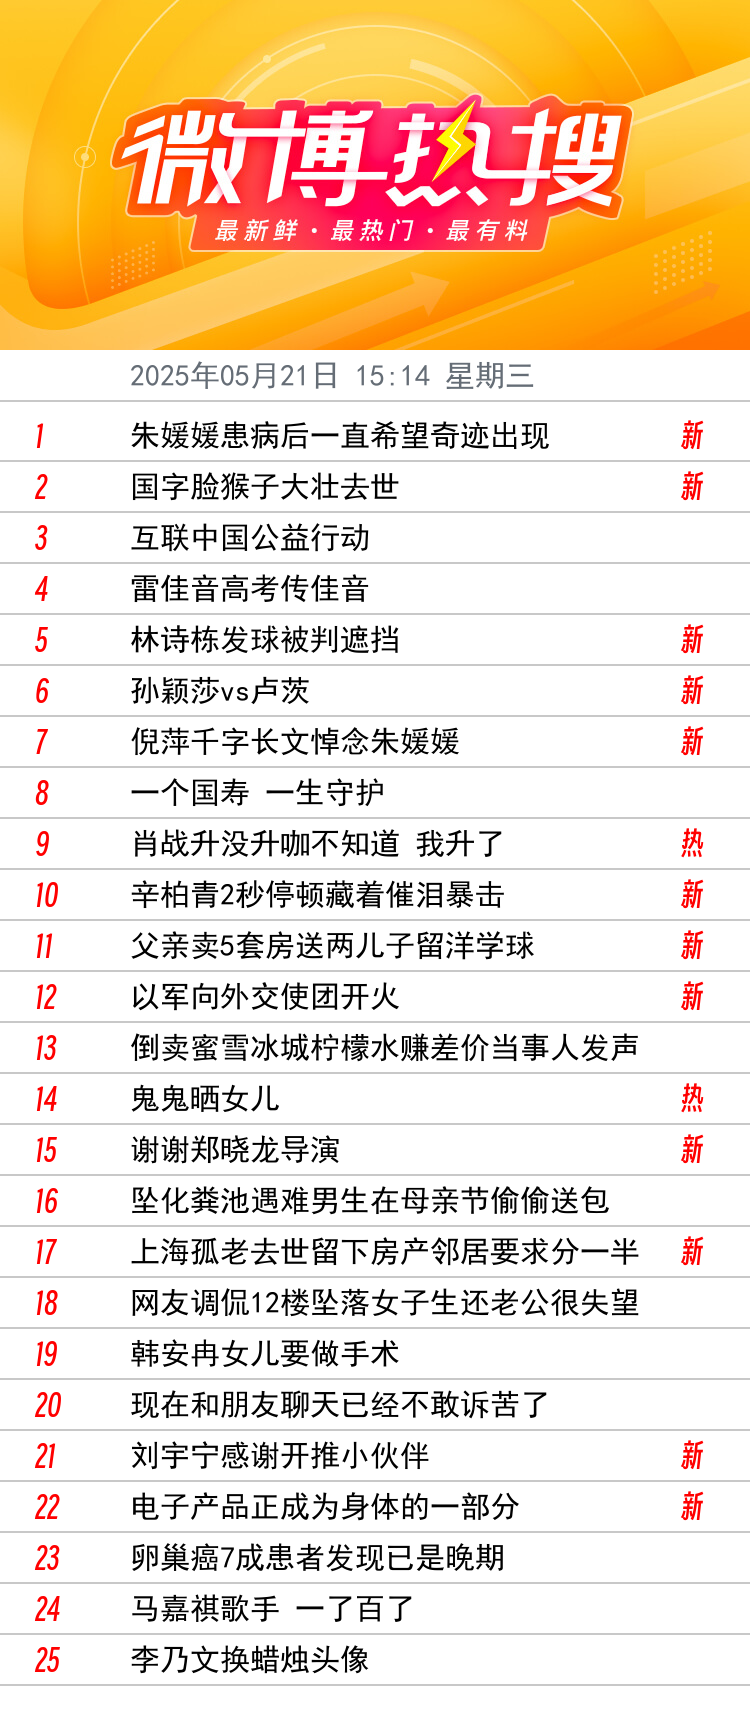 微博热搜
最新鲜·最热门·最有料
2025年05月21日 15:14 星期三
1 朱媛媛患病后一直希望奇迹出现 新
2 国字脸猴子大壮去世 新
3 互联中国公益行动
4 雷佳音高考传佳音
5 林诗栋发球被判遮挡 新
6 孙颖莎vs卢茨 新
7 倪萍千字长文悼念朱媛媛 新
8 一个国寿 一生守护
9 肖战升没升咖不知道 我升了 热
10 辛柏青2秒停顿藏着催泪暴击 新
11 父亲卖5套房送两儿子留洋学球 新
12 以军向外交使团开火 新
13 倒卖蜜雪冰城柠檬水赚差价当事人发声
14 鬼鬼晒女儿 热
15 谢谢郑晓龙导演 新
16 坠化粪池遇难男生在母亲节偷偷送包
17 上海孤老去世留下房产邻居要求分一半 新
18 网友调侃12楼坠落女子生还老公很失望
19 韩安冉女儿要做手术
20 现在和朋友聊天已经不敢诉苦了
21 刘宇宁感谢开推小伙伴 新
22 电子产品正成为身体的一部分 新
23 卵巢癌7成患者发现已是晚期
24 马嘉祺歌手 一了百了
25 李乃文换蜡烛头像